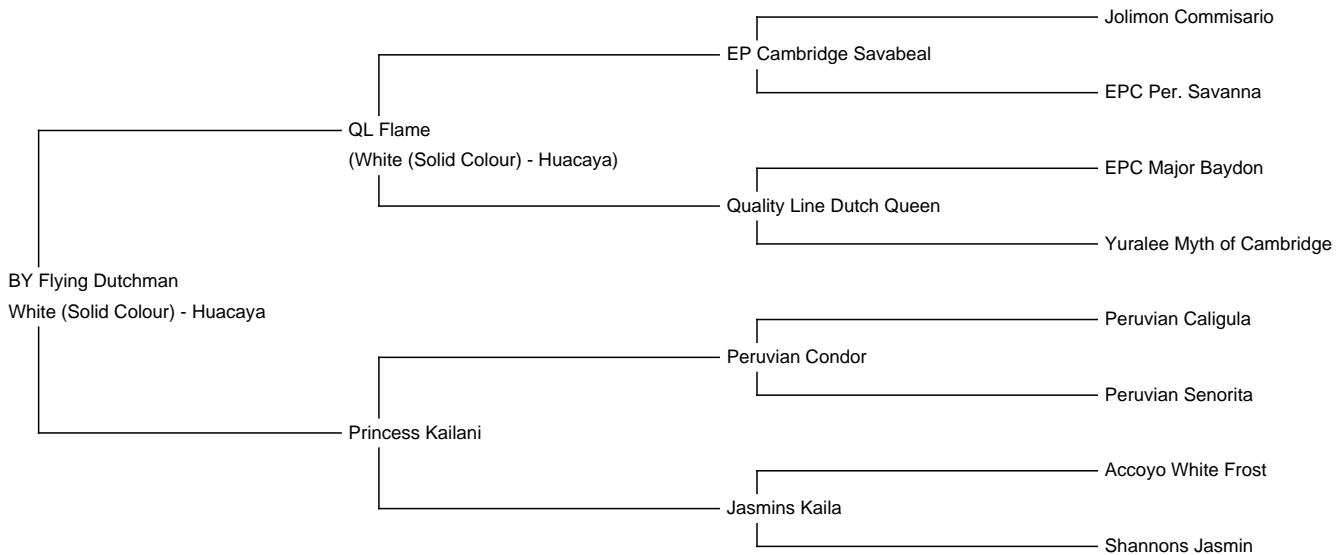 Jolimon Commisario
EP Cambridge Savabeal
EPC Per. Savanna
QL Flame
(White (Solid Colour) - Huacaya)
EPC Major Baydon
Quality Line Dutch Queen
Yuralee Myth of Cambridge
BY Flying Dutchman
White (Solid Colour) - Huacaya
Peruvian Caligula
Peruvian Condor
Peruvian Senorita
Princess Kailani
Accoyo White Frost
Jasmins Kaila
Shannons Jasmin